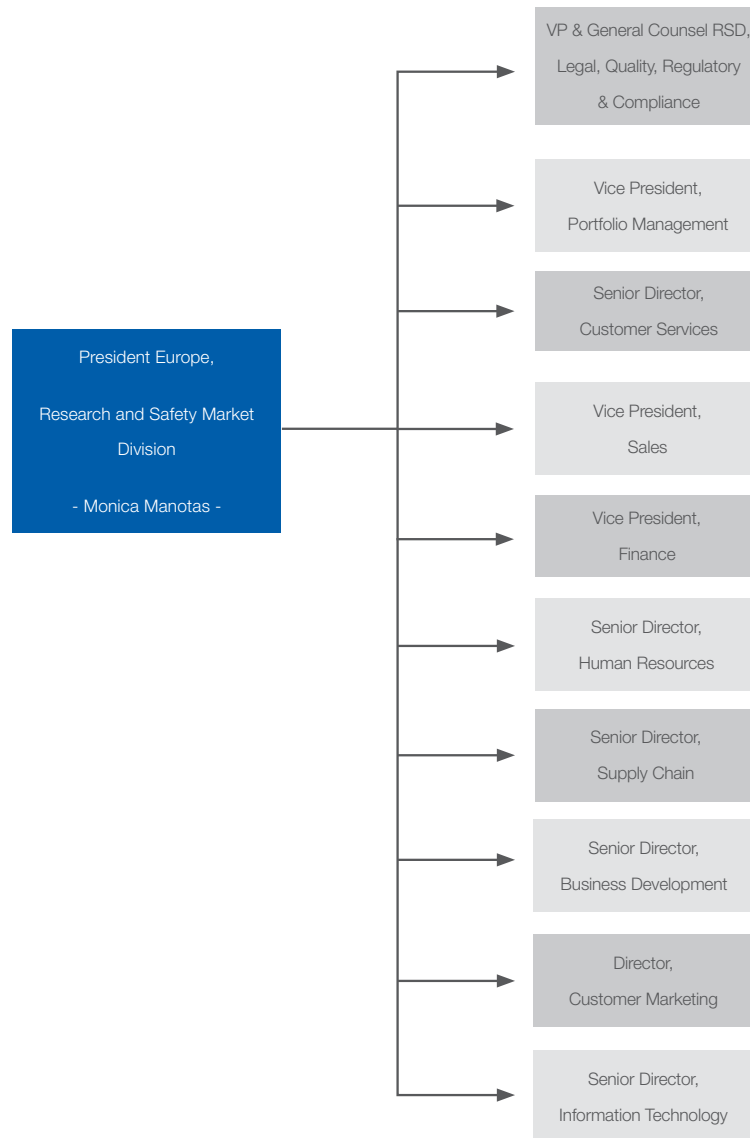 VP & General Counsel RSD,
Legal, Quality, Regulatory
& Compliance
Vice President,
Portfolio Management
Senior Director,
Customer Services
President Europe,
Research and Safety Market
Division
- Monica Manotas -
Vice President,
Sales
Vice President,
Finance
Senior Director,
Human Resources
Senior Director,
Supply Chain
Senior Director,
Business Development
Director,
Customer Marketing
Senior Director,
Information Technology